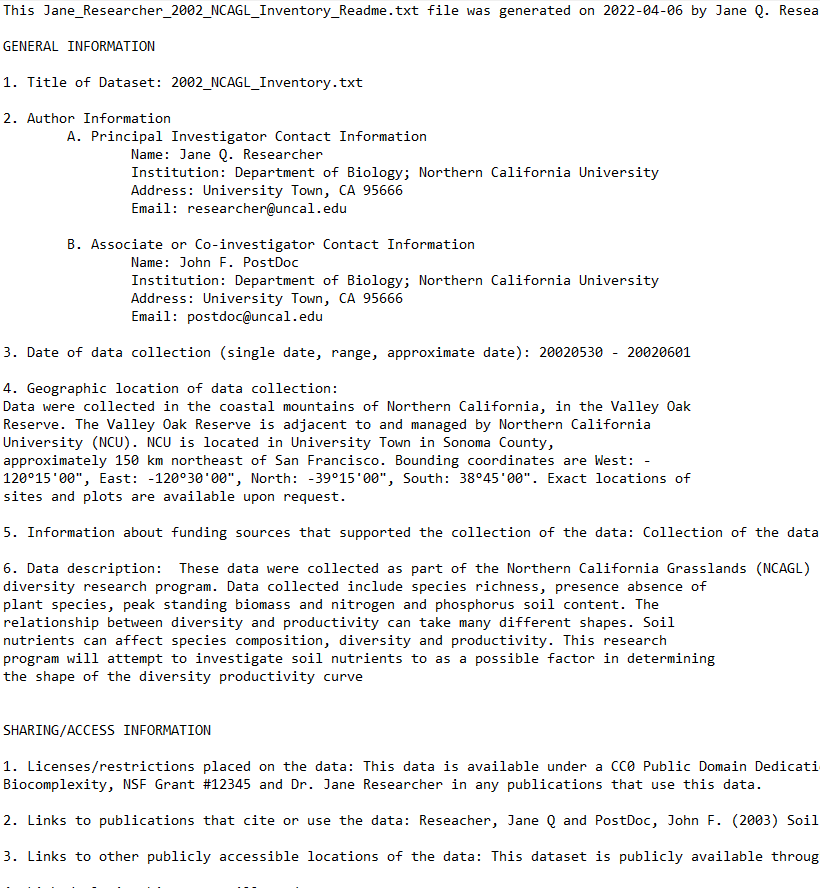 This Jane_Researcher_2002_NCAGL_Inventory_Readme.txt file was generated on 2022-04-06 by Jane Q. Resea
GENERAL INFORMATION
1. Title of Dataset: 2002_NCAGL_Inventory.txt
2. Author Information
A. Principal Investigator Contact Information
Name: Jane Q. Researcher
Institution: Department of Biology; Northern California University
Address: University Town, CA 95666
Email: researcher@uncal.edu
B. Associate or Co-investigator Contact Information
Name: John F. PostDoc
Institution: Department of Biology; Northern California University
Address: University Town, CA 95666
Email: postdoc@uncal.edu
3. Date of data collection (single date, range, approximate date): 20020530 - 20020601
4. Geographic location of data collection:
Data were collected in the coastal mountains of Northern California, in the Valley Oak
Reserve. The Valley Oak Reserve is adjacent to and managed by Northern California
University (NCU). NCU is located in University Town in Sonoma County,
approximately 150 km northeast of San Francisco. Bounding coordinates are West: -
120°15'00", East: -120°30'00", North: -39°15'00", South: 38°45'00". Exact locations of
sites and plots are available upon request.
5. Information about funding sources that supported the collection of the data: Collection of the data
6. Data description:  These data were collected as part of the Northern California Grasslands (NCAGL)
diversity research program. Data collected include species richness, presence absence of
plant species, peak standing biomass and nitrogen and phosphorus soil content. The
relationship between diversity and productivity can take many different shapes. Soil
nutrients can affect species composition, diversity and productivity. This research
program will attempt to investigate soil nutrients to as a possible factor in determining
the shape of the diversity productivity curve
SHARING/ACCESS INFORMATION
1. Licenses/restrictions placed on the data: This data is available under a CC0 Public Domain Dedicati
Biocomplexity, NSF Grant #12345 and Dr. Jane Researcher in any publications that use this data.
2. Links to publications that cite or use the data: Reseacher, Jane Q and PostDoc, John F. (2003) Soil
3. Links to other publicly accessible locations of the data: This dataset is publicly available throug